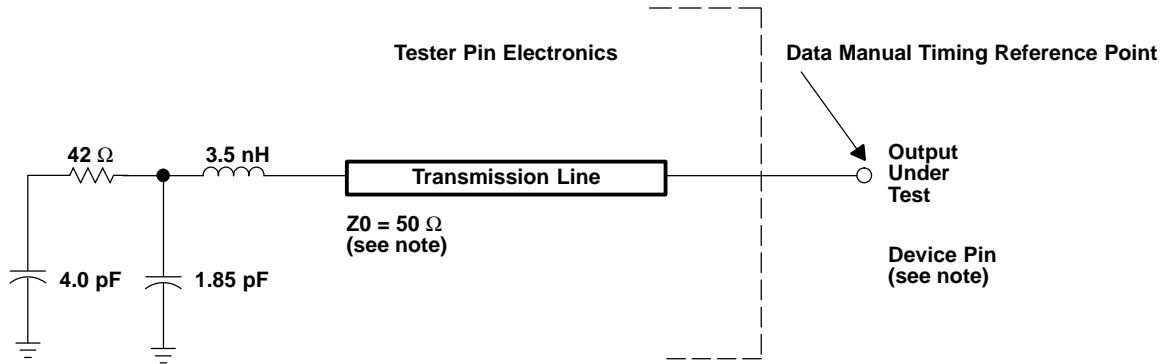 Tester Pin Electronics
Data Manual Timing Reference Point
42 Ω
3.5 nH
Transmission Line
Output
Under
Test
Z0 = 50 Ω
(see note)
Device Pin
(see note)
4.0 pF
1.85 pF